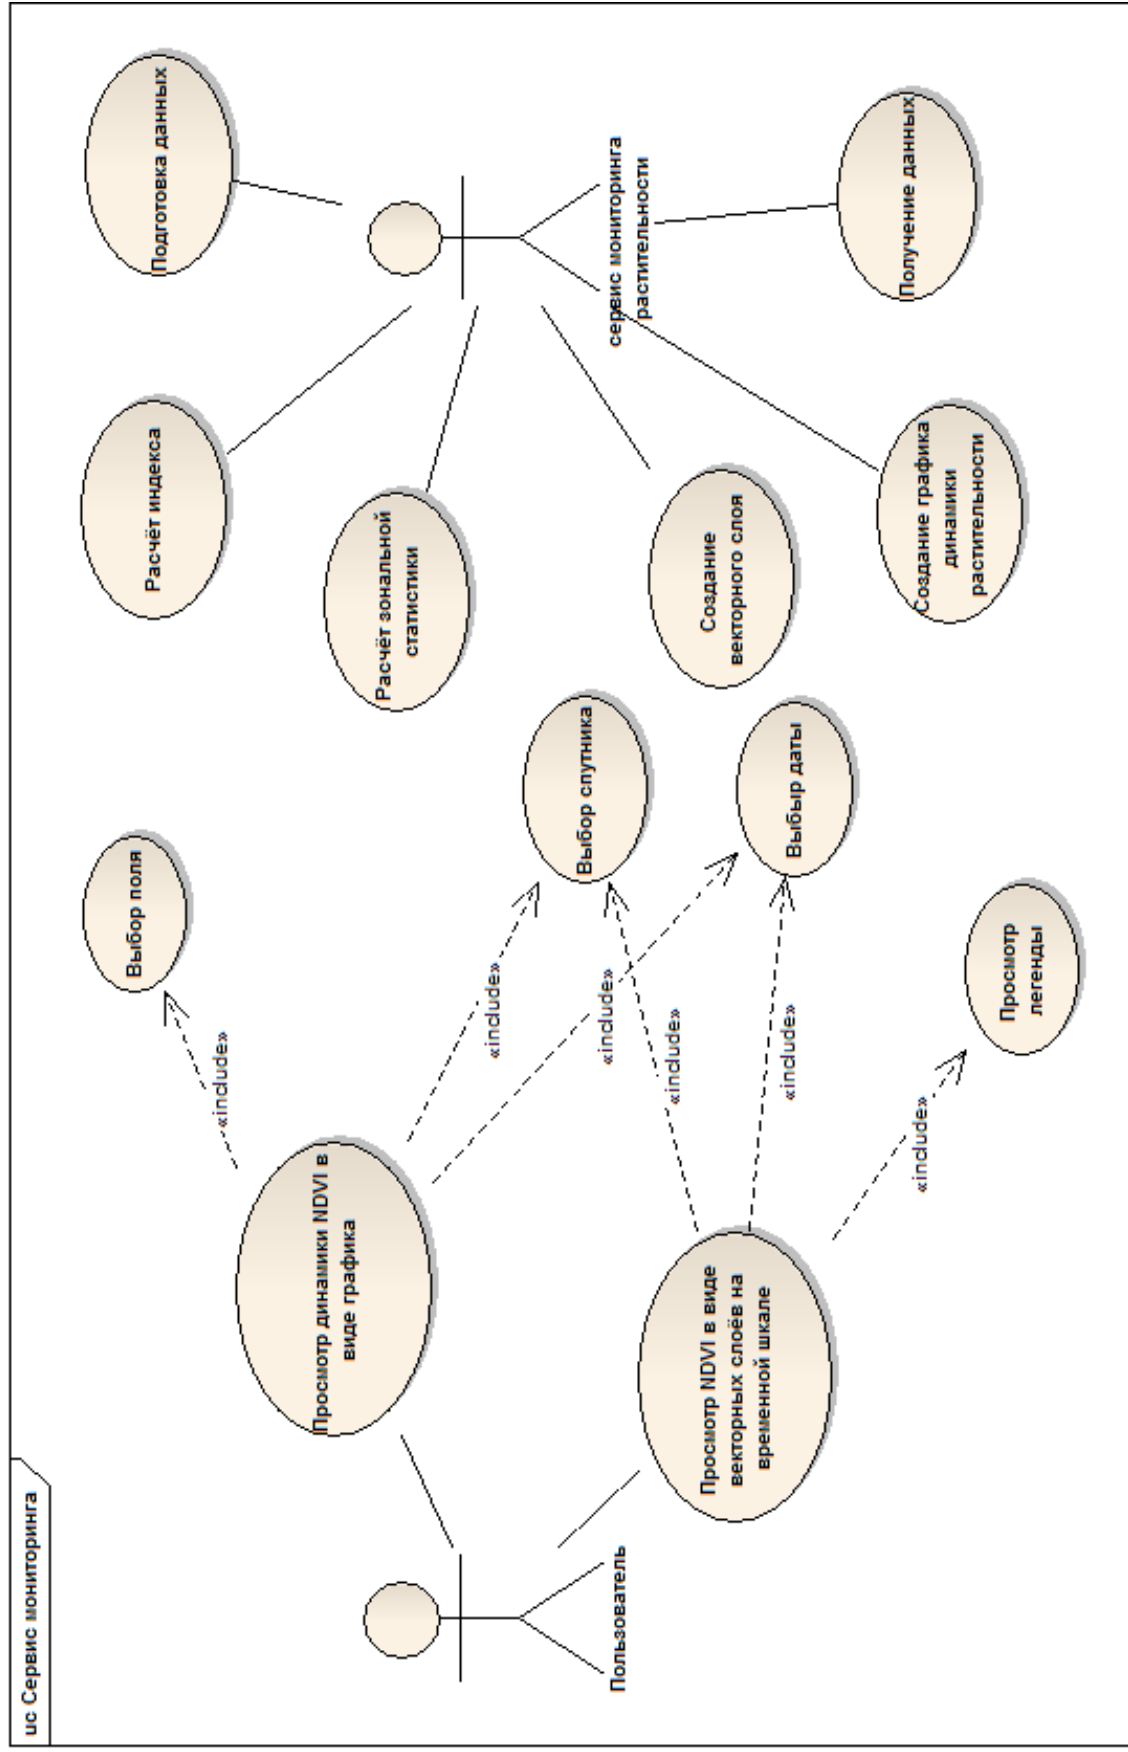 uc Сервис мониторинга
Пользователь
Просмотр динамики NDVI в
виде графика
Просмотр NDVI в виде
векторных слоёв на
временной шкале
«include»
«include»
«include»
«include»
«include»
«include»
Выбор поля
Выбор спутника
Выбыр даты
Просмотр
легенды
Расчёт индекса
Расчёт зональной
статистики
Создание
векторного слоя
Создание графика
динамики
растительности
Подготовка данных
сервис мониторинга
растительности
Получение данных